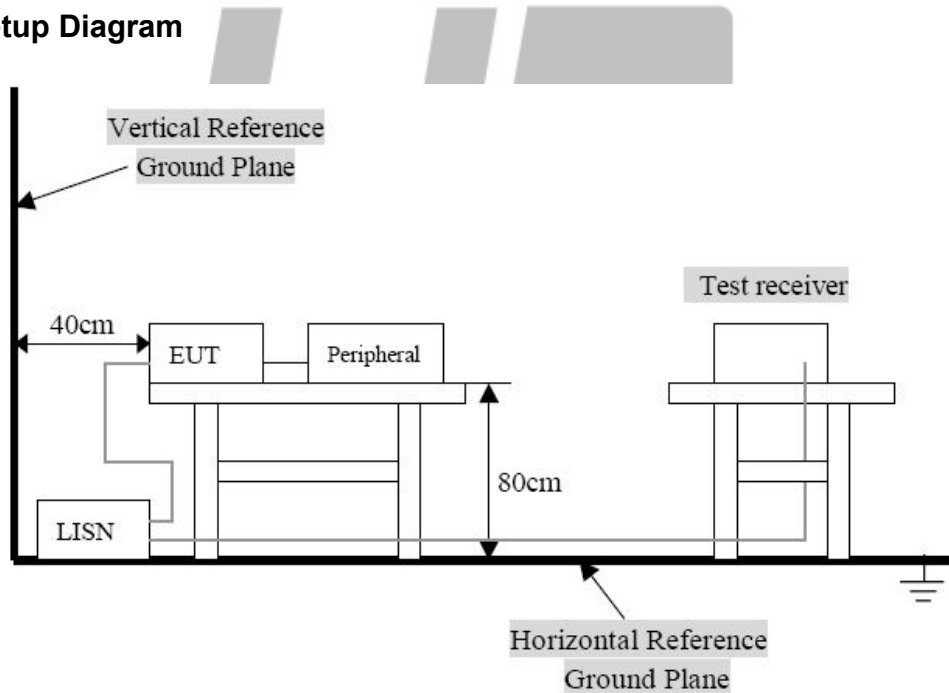 tup Diagram
Vertical Reference
Ground Plane
Test receiver
40cm
EUT
Peripheral
80cm
LISN
Horizontal Reference
Ground Plane